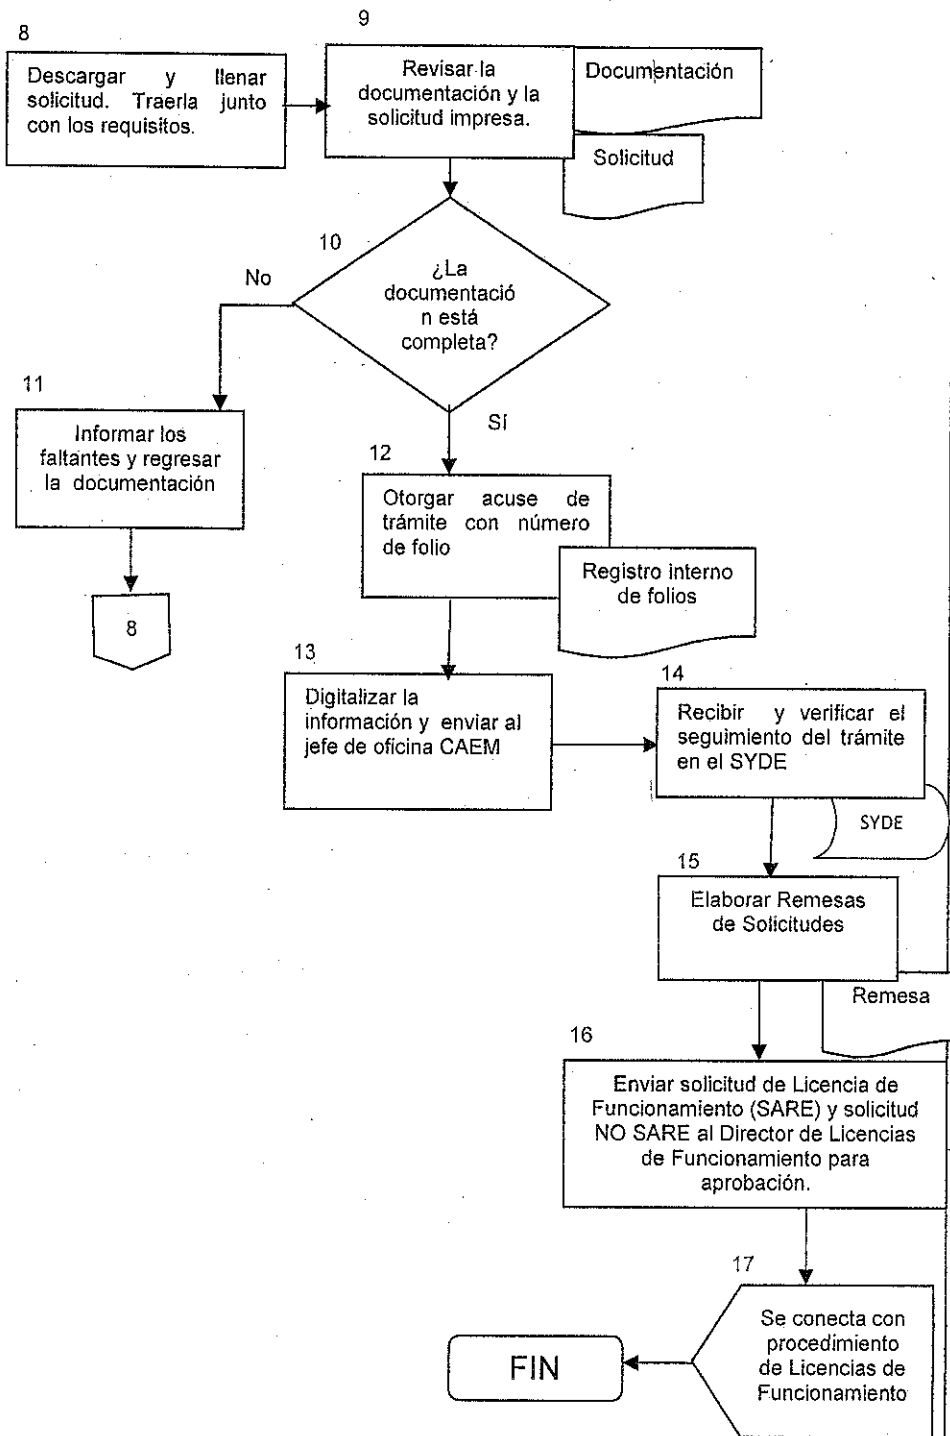 8
Descargar y llenar
solicitud. Traerla junto
con los requisitos.
9
Revisar la
documentación y la
solicitud impresa.
Documentación
Solicitud
10
¿La
documentació
n está
completa?
No
Sí
11
Informar los
faltantes y regresar
la documentación
8
12
Otorgar acuse de
trámite con número
de folio
Registro interno
de folios
13
Digitalizar la
información y enviar al
jefe de oficina CAEM
14
Recibir y verificar el
seguimiento del trámite
en el SYDE
SYDE
15
Elaborar Remesas
de Solicitudes
Remesa
16
Enviar solicitud de Licencia de
Funcionamiento (SARE) y solicitud
NO SARE al Director de Licencias
de Funcionamiento para
aprobación.
17
Se conecta con
procedimiento
de Licencias de
Funcionamiento
FIN